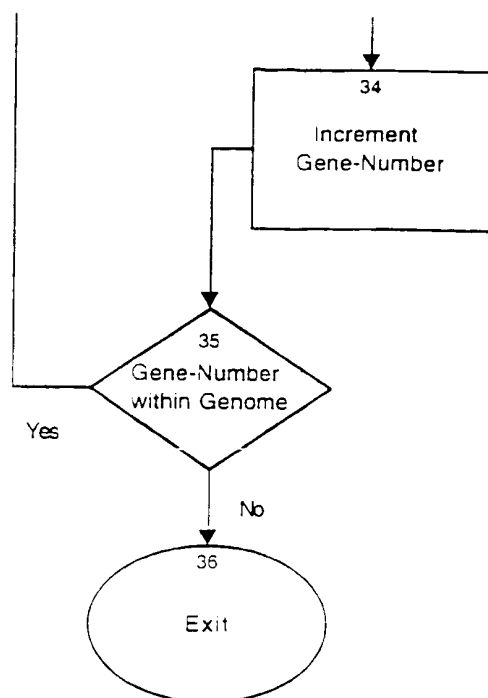 34
Increment
Gene-Number
35
Gene-Number
within Genome
Yes
No
36
Exit